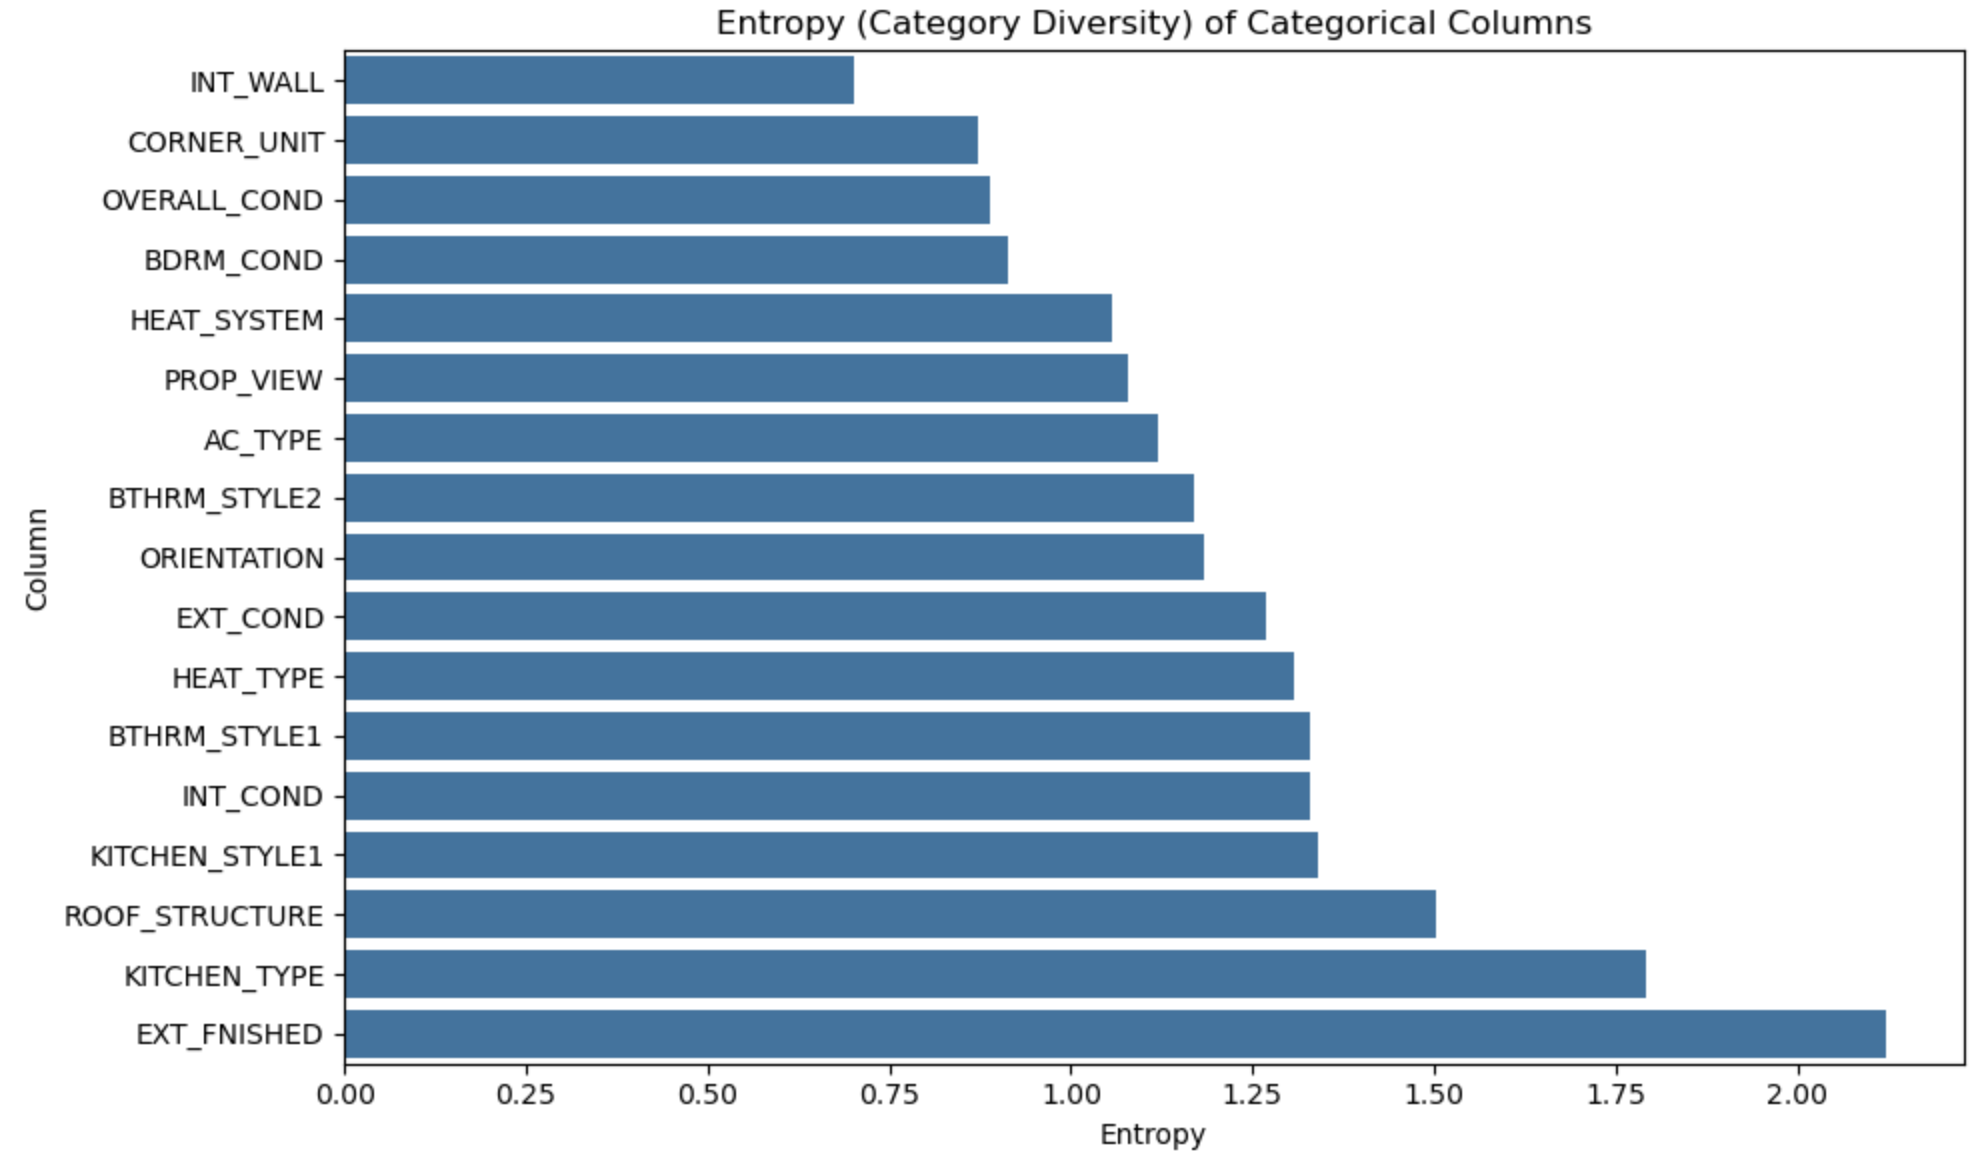 Entropy (Category Diversity) of Categorical Columns
INT_WALL
CORNER_UNIT
OVERALL_COND
BDRM_COND
HEAT_SYSTEM
PROP_VIEW
AC_TYPE
BTHRM_STYLE2
ORIENTATION
EXT_COND
HEAT_TYPE
BTHRM_STYLE1
INT_COND
KITCHEN_STYLE1
ROOF_STRUCTURE
KITCHEN_TYPE
EXT_FNISHED
Column
0.00 0.25 0.50 0.75 1.00 1.25 1.50 1.75 2.00
Entropy